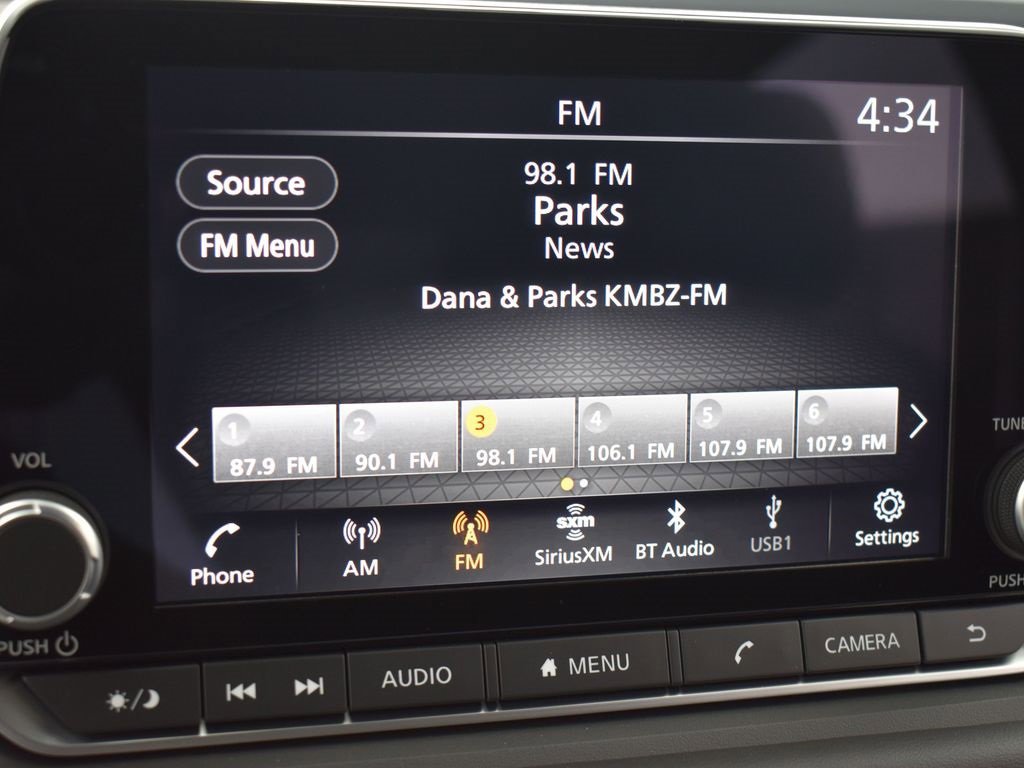 FM
4:34
Source
98.1 FM
Parks
FM Menu
News
Dana & Parks KMBZ-FM
1 2 3 4 5 6
87.9 FM 90.1 FM 98.1 FM 106.1 FM 107.9 FM 107.9 FM
VOL
TUNE
sxm
Phone AM FM SiriusXM BT Audio USB1 Settings
PUSH
PUSH
AUDIO MENU CAMERA